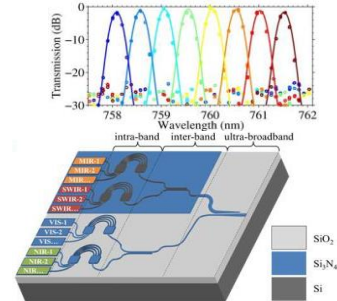 Transmission (dB)
0
-10
-20
-30
758
759
760
761
762
Wavelength (nm)
intra-band
inter-band
ultra-broadband
MIR-1
MIR-2
MIR...
SWIR-1
SWIR-2
SWIR...
VIS-1
VIS-2
VIS...
NIR-1
NIR-2
NIR...
SiO₂
Si₃N₄
Si